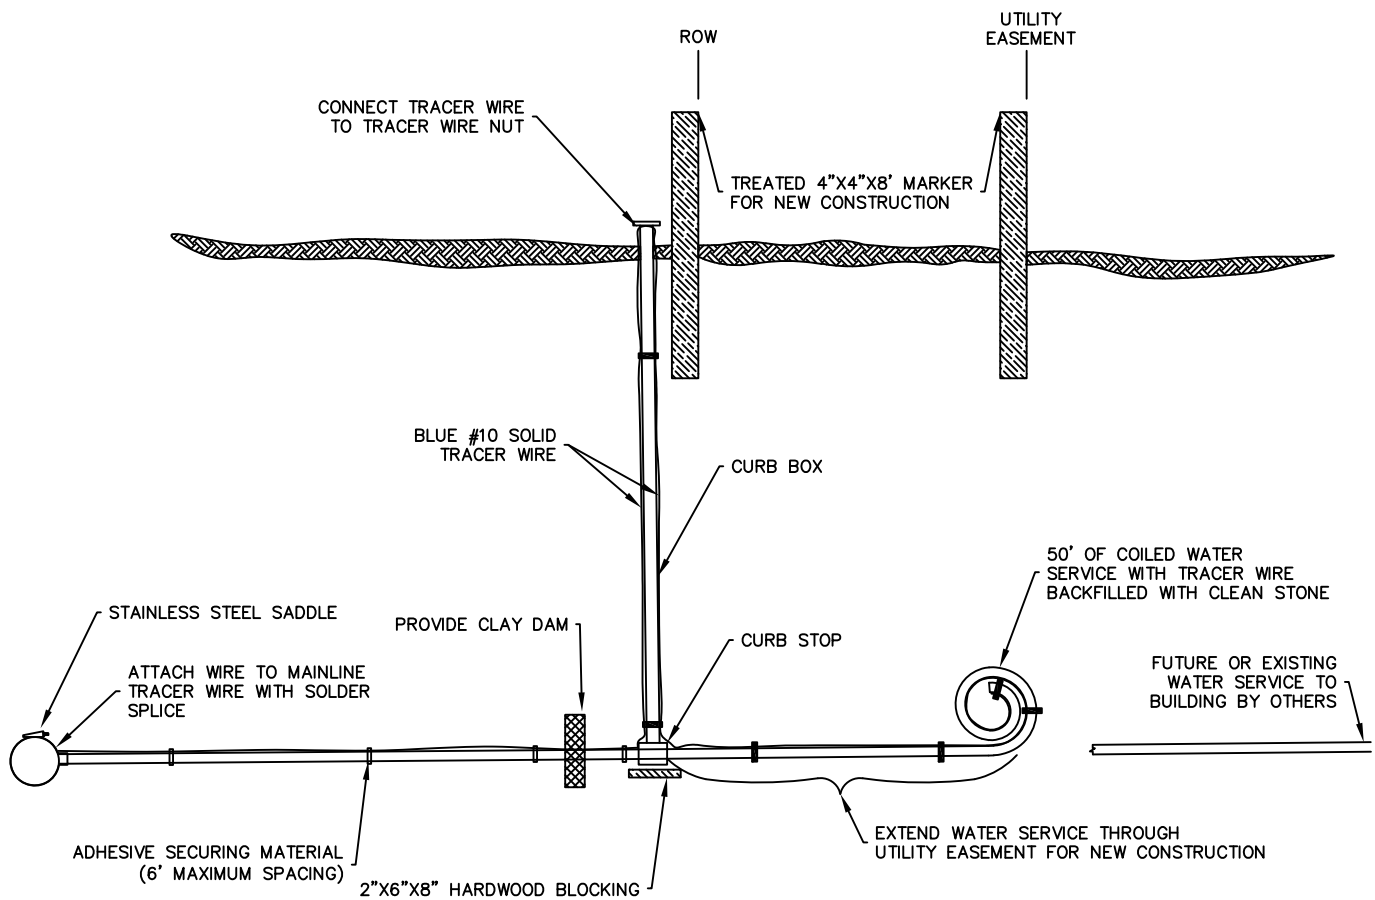 UTILITY
EASEMENT
ROW
CONNECT TRACER WIRE
TO TRACER WIRE NUT
TREATED 4”X4”X8’ MARKER
FOR NEW CONSTRUCTION
BLUE #10 SOLID
TRACER WIRE
CURB BOX
50’ OF COILED WATER
SERVICE WITH TRACER WIRE
BACKFILLED WITH CLEAN STONE
STAINLESS STEEL SADDLE
PROVIDE CLAY DAM
CURB STOP
ATTACH WIRE TO MAINLINE
TRACER WIRE WITH SOLDER
SPLICE
FUTURE OR EXISTING
WATER SERVICE TO
BUILDING BY OTHERS
EXTEND WATER SERVICE THROUGH
UTILITY EASEMENT FOR NEW CONSTRUCTION
ADHESIVE SECURING MATERIAL
(6’ MAXIMUM SPACING)
2”X6”X8” HARDWOOD BLOCKING